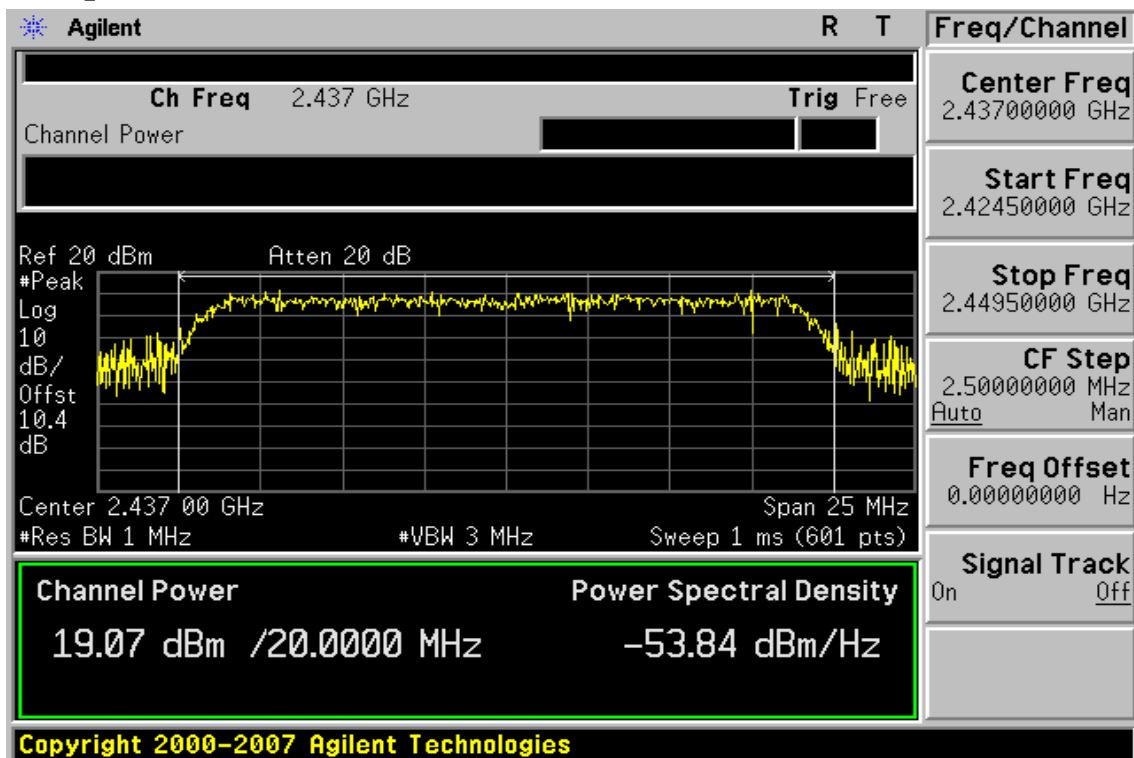 Agilent R T
Ch Freq 2.437 GHz Trig Free
Channel Power
Ref 20 dBm Atten 20 dB
#Peak
Log
10
dB/
Offst
10.4
dB
Center 2.437 00 GHz Span 25 MHz
#Res BW 1 MHz #VBW 3 MHz Sweep 1 ms (601 pts)
Channel Power Power Spectral Density
19.07 dBm /20.0000 MHz -53.84 dBm/Hz
Copyright 2000-2007 Agilent Technologies
Freq/Channel
Center Freq
2.43700000 GHz
Start Freq
2.42450000 GHz
Stop Freq
2.44950000 GHz
CF Step
2.50000000 MHz
Auto Man
Freq Offset
0.00000000 Hz
Signal Track
On Off